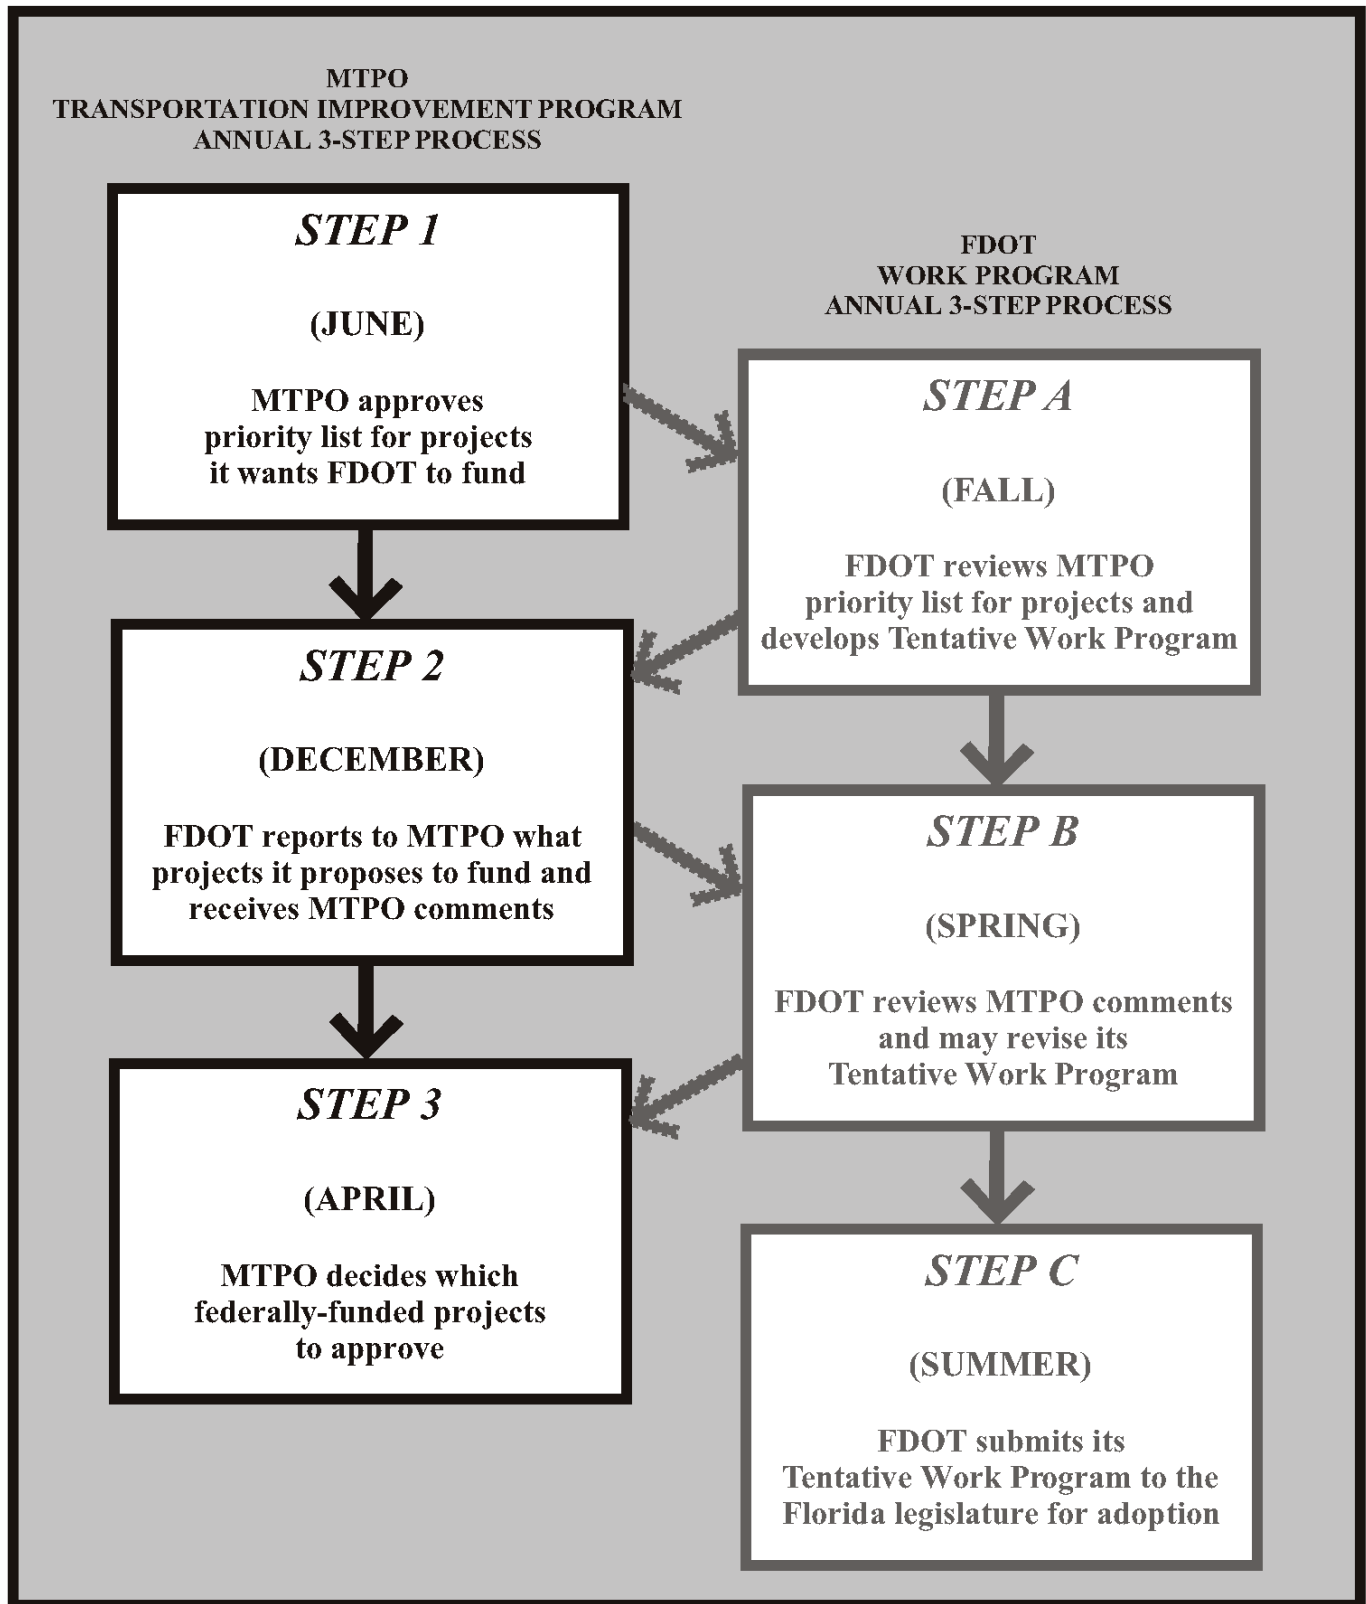 MTPO
TRANSPORTATION IMPROVEMENT PROGRAM
ANNUAL 3-STEP PROCESS
STEP 1
(JUNE)
MTPO approves
priority list for projects
it wants FDOT to fund
STEP 2
(DECEMBER)
FDOT reports to MTPO what
projects it proposes to fund and
receives MTPO comments
STEP 3
(APRIL)
MTPO decides which
federally-funded projects
to approve
FDOT
WORK PROGRAM
ANNUAL 3-STEP PROCESS
STEP A
(FALL)
FDOT reviews MTPO
priority list for projects and
develops Tentative Work Program
STEP B
(SPRING)
FDOT reviews MTPO comments
and may revise its
Tentative Work Program
STEP C
(SUMMER)
FDOT submits its
Tentative Work Program to the
Florida legislature for adoption